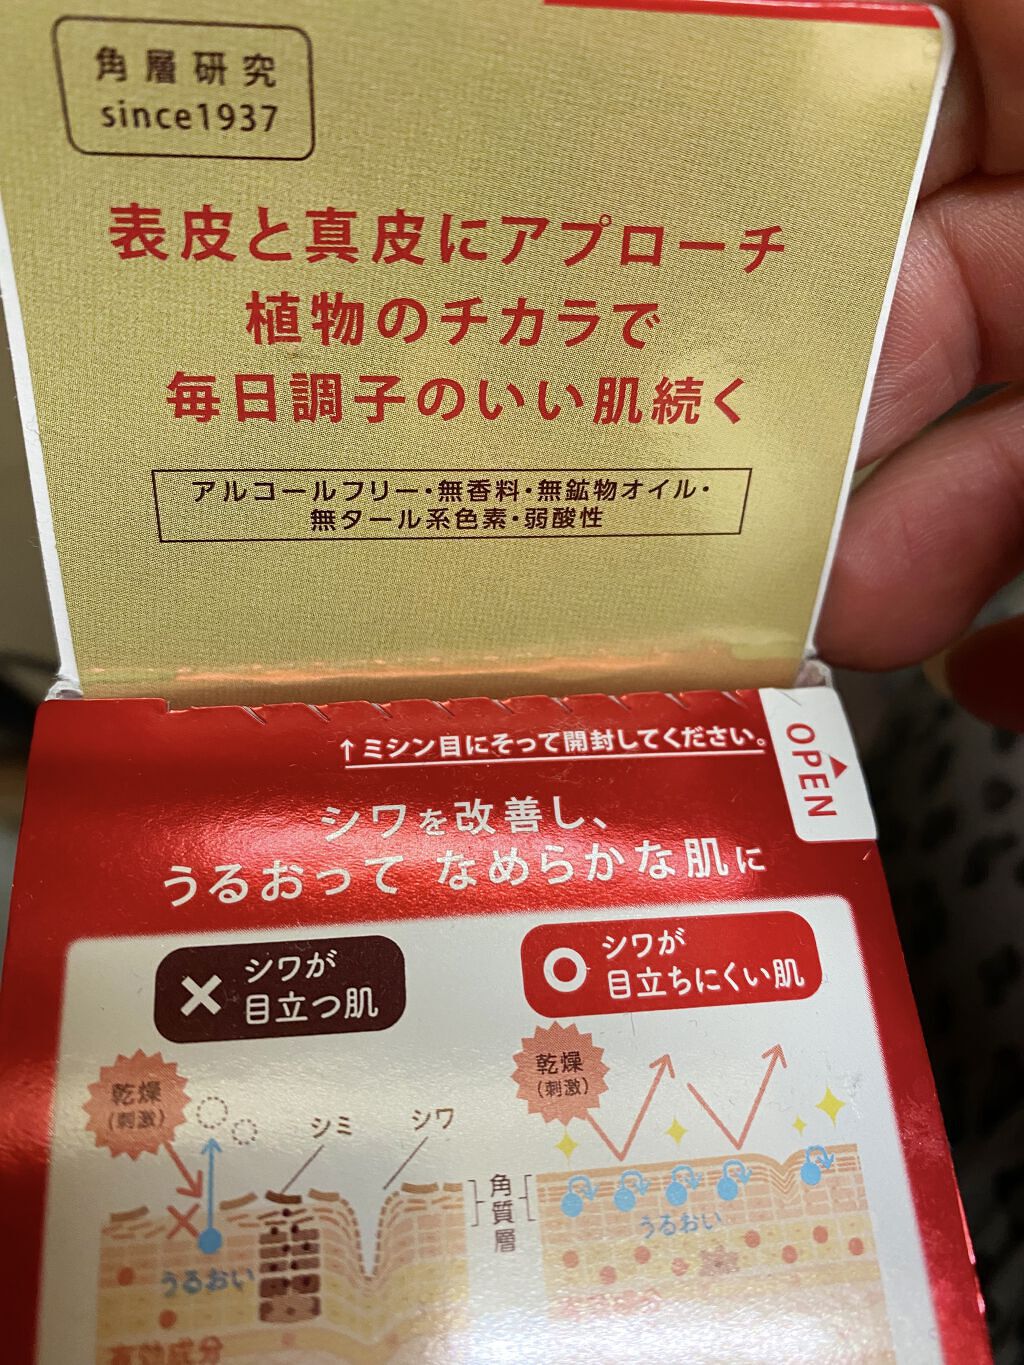 角層研究
since1937
表皮と真皮にアプローチ
植物のチカラで
毎日調子のいい肌続く
アルコールフリー・無香料・無鉱物オイル・
無タール系色素・弱酸性
↑ミシン目にそって開封してください。
OPEN
シワを改善し、
うるおって なめらかな肌に
× シワが
目立つ肌
○ シワが
目立ちにくい肌
乾燥
(刺激)
シミ
シワ
うるおい
角質層
乾燥
(刺激)
うるおい
有効成分